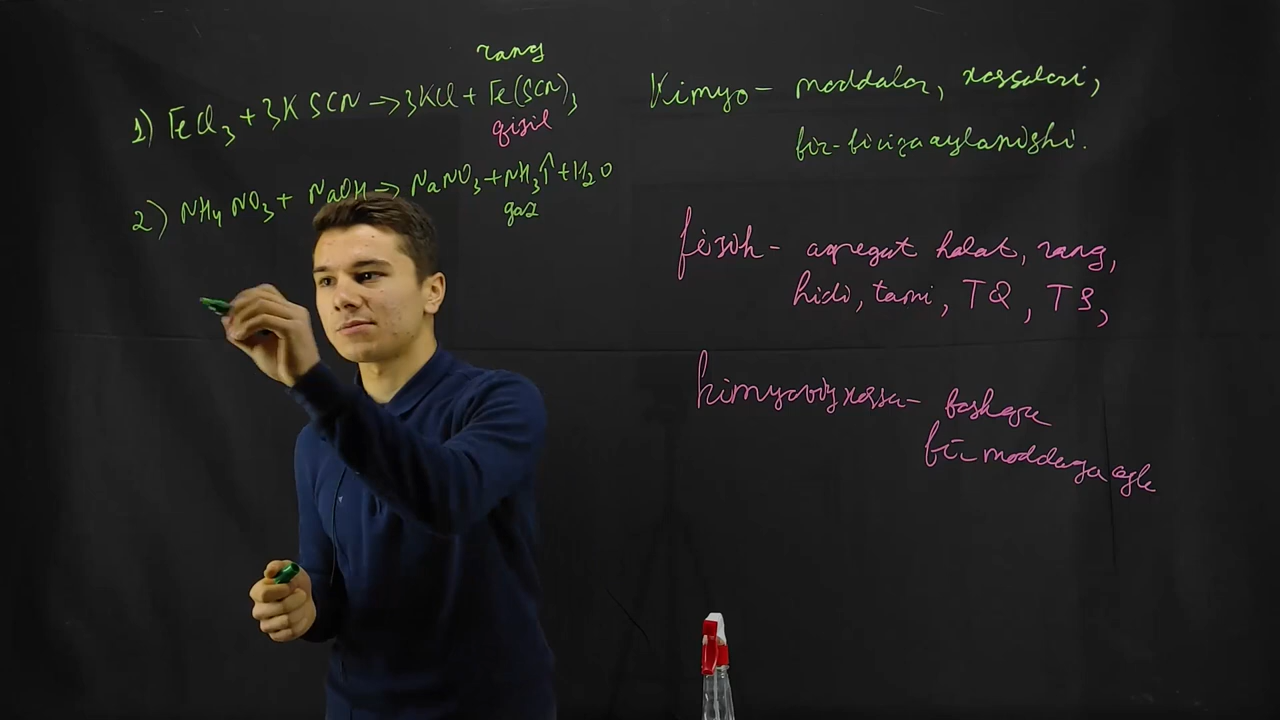 rang
1) FeCl3 + 3KSCN → 3KCl + Fe(SCN)3
qizil
2) NH4NO3 + NaOH → NaNO3 + NH3↑ + H2O
gaz
Kimyo – moddalar, xossalari,
bir-biriga aylanishi.
fizik – agregat holat, rang,
hidi, tami, TQ, TS,
kimyoviy xossa – boshqa
bir moddaga ayla